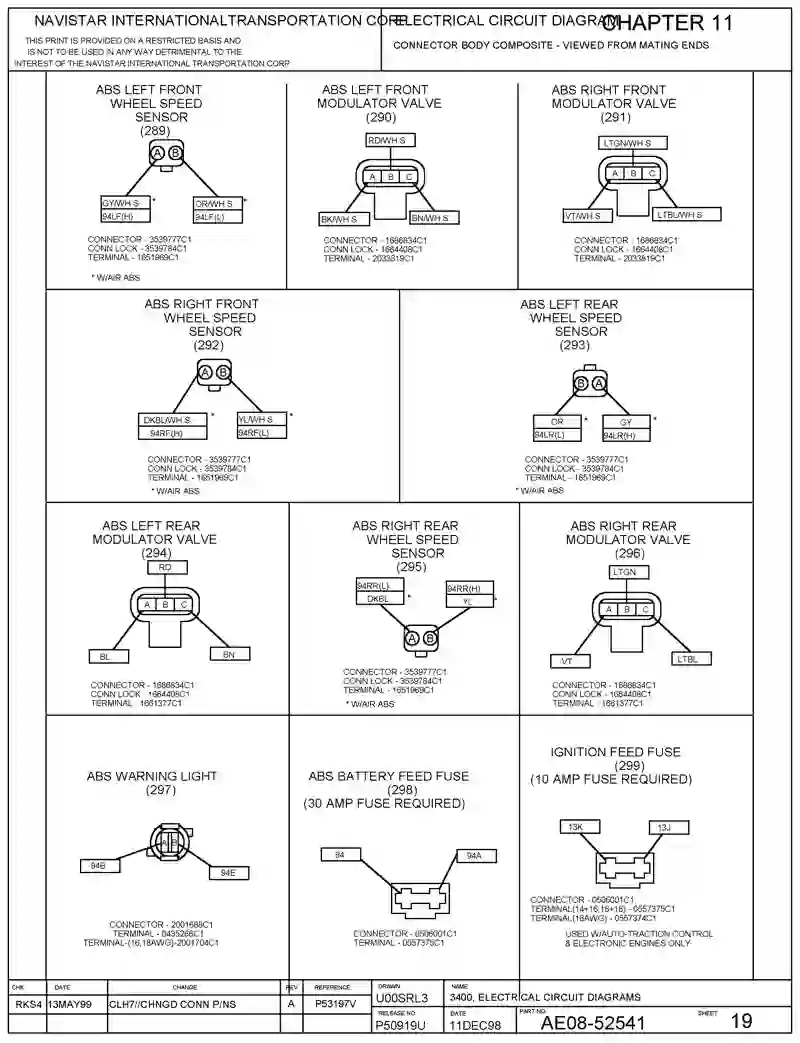 NAVISTAR INTERNATIONALTRANSPORTATION CORP
ELECTRICAL CIRCUIT DIAGRAM
CHAPTER 11
THIS PRINT IS PROVIDED ON A RESTRICTED BASIS AND
IS NOT TO BE USED IN ANY WAY DETRIMENTAL TO THE
INTEREST OF THE NAVISTAR INTERNATIONAL TRANSPORTATION CORP
CONNECTOR BODY COMPOSITE - VIEWED FROM MATING ENDS
ABS LEFT FRONT
WHEEL SPEED
SENSOR
(289)
A B
GY/WH S *
94LF(H)
OR/WH S *
94LF(L)
CONNECTOR - 3539777C1
CONN LOCK - 3539784C1
TERMINAL - 1651969C1
* W/AIR ABS
ABS LEFT FRONT
MODULATOR VALVE
(290)
RD/WH S
A B C
BK/WH S
BN/WH S
CONNECTOR - 1686834C1
CONN LOCK - 1664408C1
TERMINAL - 2033819C1
ABS RIGHT FRONT
MODULATOR VALVE
(291)
LTGN/WH S
A B C
VT/WH S
LTBL/WH S
CONNECTOR - 1686834C1
CONN LOCK - 1664408C1
TERMINAL - 2033819C1
ABS RIGHT FRONT
WHEEL SPEED
SENSOR
(292)
A B
DKBL/WH S *
94RF(H)
YL/WH S *
94RF(L)
CONNECTOR - 3539777C1
CONN LOCK - 3539784C1
TERMINAL - 1651969C1
* W/AIR ABS
ABS LEFT REAR
WHEEL SPEED
SENSOR
(293)
B A
OR *
94LR(L)
GY *
94LR(H)
CONNECTOR - 3539777C1
CONN LOCK - 3539784C1
TERMINAL - 1651969C1
* W/AIR ABS
ABS LEFT REAR
MODULATOR VALVE
(294)
RD
A B C
BL
BN
CONNECTOR - 1686834C1
CONN LOCK - 1664408C1
TERMINAL - 1661377C1
ABS RIGHT REAR
WHEEL SPEED
SENSOR
(295)
94RR(L)
DKBL *
94RR(H)
YL *
A B
CONNECTOR - 3539777C1
CONN LOCK - 3539784C1
TERMINAL - 1651969C1
* W/AIR ABS
ABS RIGHT REAR
MODULATOR VALVE
(296)
LTGN
A B C
VT
LTBL
CONNECTOR - 1686834C1
CONN LOCK - 1664408C1
TERMINAL - 1661377C1
ABS WARNING LIGHT
(297)
A B
94B
94E
CONNECTOR - 2001688C1
TERMINAL - 0435268C1
TERMINAL-(16,18AWG)-2001704C1
ABS BATTERY FEED FUSE
(298)
(30 AMP FUSE REQUIRED)
94
94A
CONNECTOR - 0506001C1
TERMINAL - 0557375C1
IGNITION FEED FUSE
(299)
(10 AMP FUSE REQUIRED)
13K
13J
CONNECTOR - 0506001C1
TERMINAL(14+16,16+16) - 0557375C1
TERMINAL(18AWG) - 0557374C1
USED W/AUTO-TRACTION CONTROL
& ELECTRONIC ENGINES ONLY
CHK DATE CHANGE REV REFERENCE
RKS4 13MAY99 CLH7//CHNGD CONN P/NS A P53197V
DRAWN
U00SRL3
NAME
3400, ELECTRICAL CIRCUIT DIAGRAMS
RELEASE NO
P50919U
DATE
11DEC98
PART NO.
AE08-52541
SHEET 19